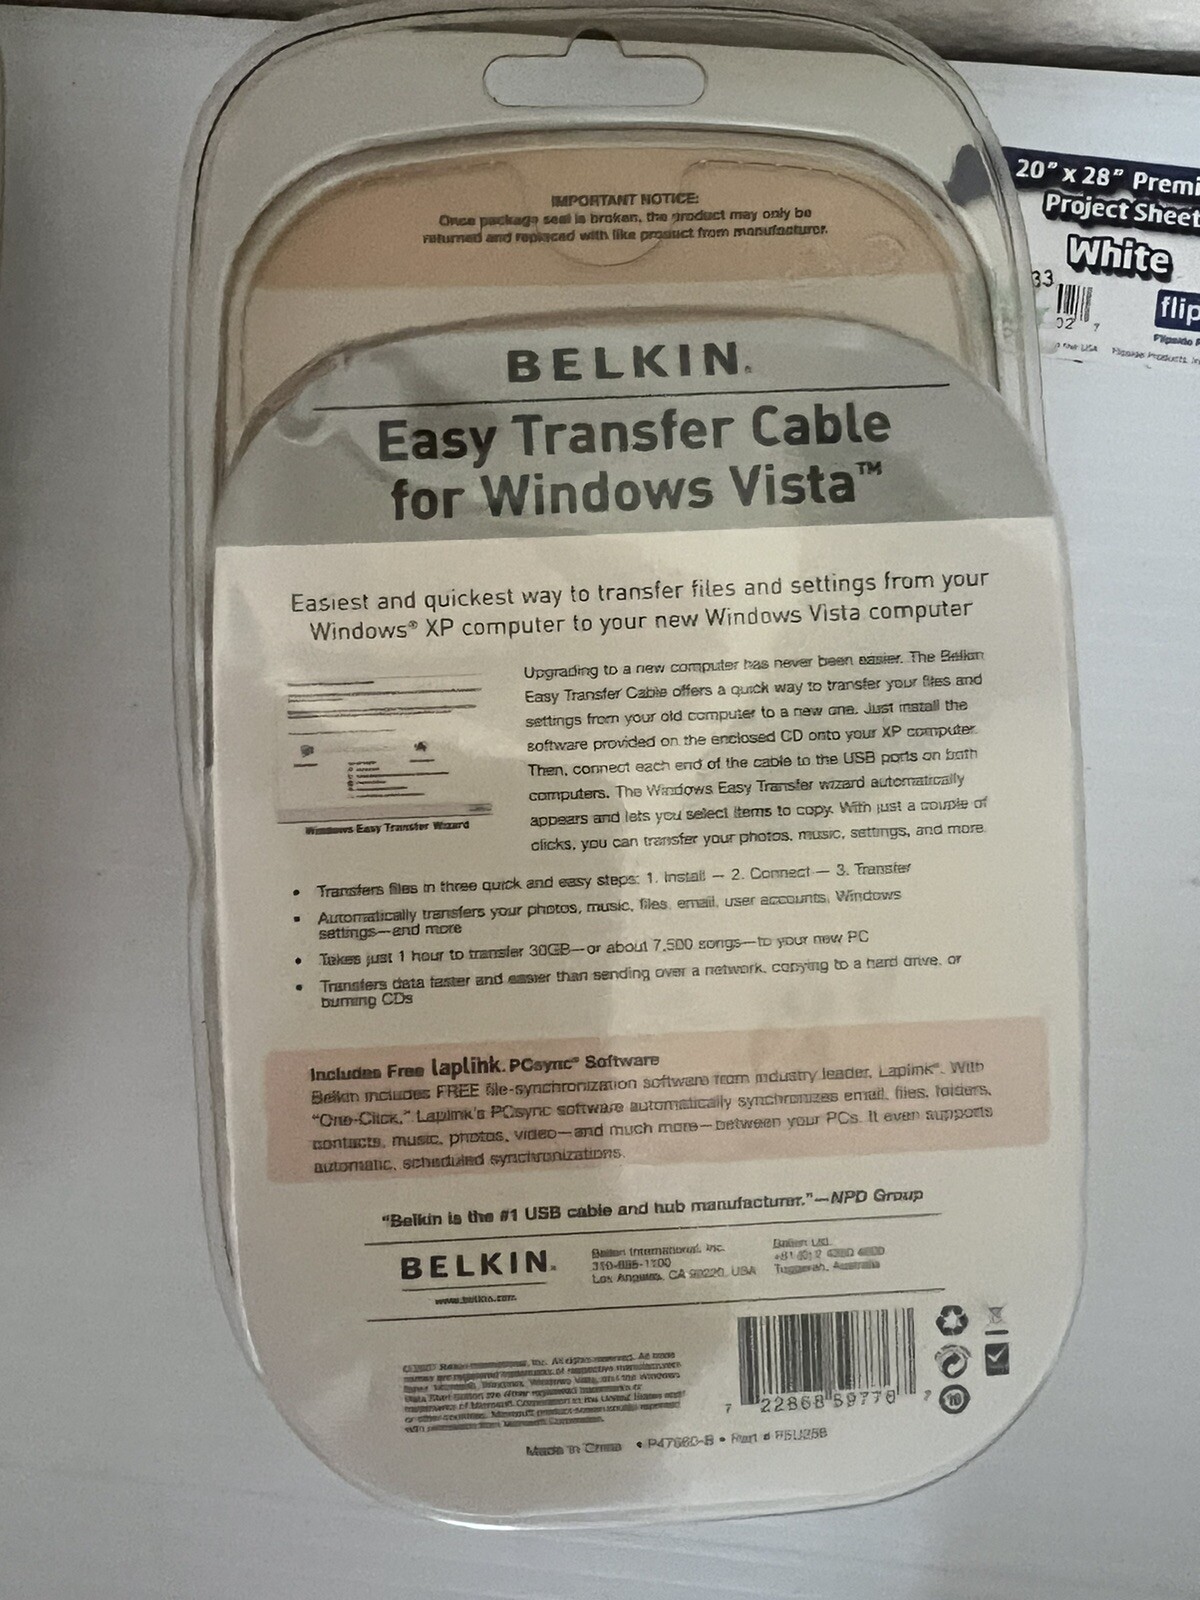 IMPORTANT NOTICE:
Once package seal is broken, the product may only be
returned and replaced with like product from manufacturer.
BELKIN.
Easy Transfer Cable
for Windows Vista™
Easiest and quickest way to transfer files and settings from your
Windows® XP computer to your new Windows Vista computer
Upgrading to a new computer has never been easier. The Belkin
Easy Transfer Cable offers a quick way to transfer your files and
settings from your old computer to a new one. Just install the
software provided on the enclosed CD onto your XP computer.
Then, connect each end of the cable to the USB ports on both
computers. The Windows Easy Transfer wizard automatically
appears and lets you select items to copy. With just a couple of
clicks, you can transfer your photos, music, settings, and more.
Windows Easy Transfer Wizard
• Transfers files in three quick and easy steps: 1. Install — 2. Connect — 3. Transfer
• Automatically transfers your photos, music, files, email, user accounts, Windows
settings—and more
• Takes just 1 hour to transfer 30GB—or about 7,500 songs—to your new PC
• Transfers data faster and easier than sending over a network, copying to a hard drive, or
burning CDs
Includes Free laplink. PCsync® Software
Belkin includes FREE file-synchronization software from industry leader, Laplink®. With
"One-Click," Laplink's PCsync software automatically synchronizes email, files, folders,
contacts, music, photos, video—and much more—between your PCs. It even supports
automatic, scheduled synchronizations.
"Belkin is the #1 USB cable and hub manufacturer."—NPD Group
BELKIN.
www.belkin.com
Belkin International, Inc.
Los Angeles, CA 90220, USA
Belkin Ltd.
Tuggerah, Australia
7 22868 59776 7
10
Made in China
• Part #
20" x 28" Premi
Project Sheet
White
33
02 7
flip